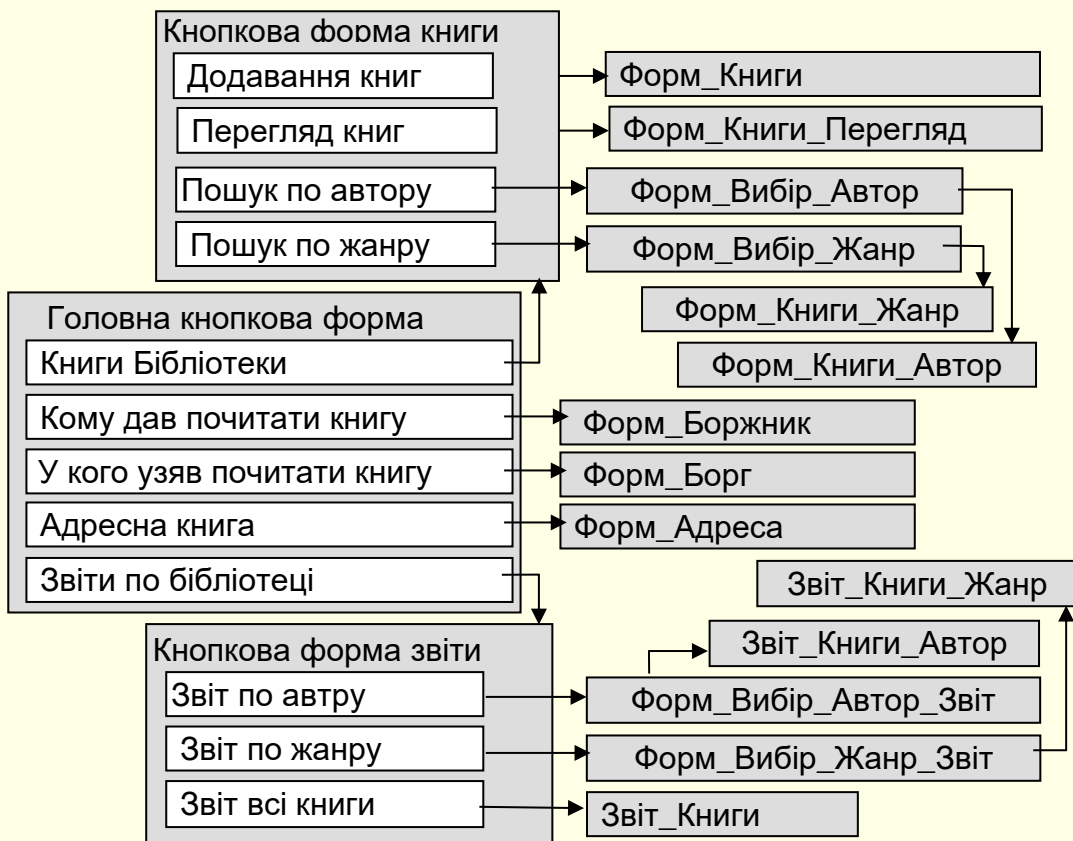 Кнопкова форма книги
Додавання книг
Форм_Книги
Перегляд книг
Форм_Книги_Перегляд
Пошук по автору
Форм_Вибір_Автор
Пошук по жанру
Форм_Вибір_Жанр
Форм_Книги_Жанр
Головна кнопкова форма
Книги Бібліотеки
Форм_Книги_Автор
Кому дав почитати книгу
Форм_Боржник
У кого узяв почитати книгу
Форм_Борг
Адресна книга
Форм_Адреса
Звіти по бібліотеці
Звіт_Книги_Жанр
Кнопкова форма звіти
Звіт_Книги_Автор
Звіт по автру
Форм_Вибір_Автор_Звіт
Звіт по жанру
Форм_Вибір_Жанр_Звіт
Звіт всі книги
Звіт_Книги